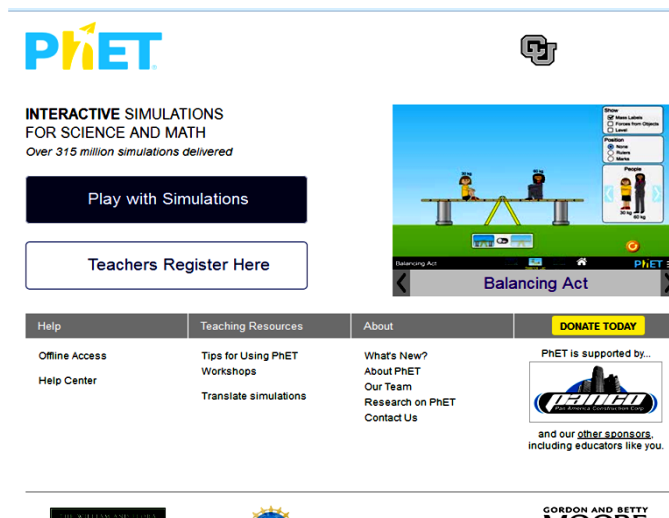 PhET
CU
INTERACTIVE SIMULATIONS
FOR SCIENCE AND MATH
Over 315 million simulations delivered
Play with Simulations
Teachers Register Here
Show
Mass Labels
Forces from Objects
Level
Position
None
Rulers
Marks
People
30 kg
60 kg
Balancing Act
PhET
Balancing Act
Help
Teaching Resources
About
DONATE TODAY
Offline Access
Help Center
Tips for Using PhET
Workshops
Translate simulations
What's New?
About PhET
Our Team
Research on PhET
Contact Us
PhET is supported by...
panco
Pan America Construction Corp
and our other sponsors,
including educators like you.
GORDON AND BETTY
MOORE